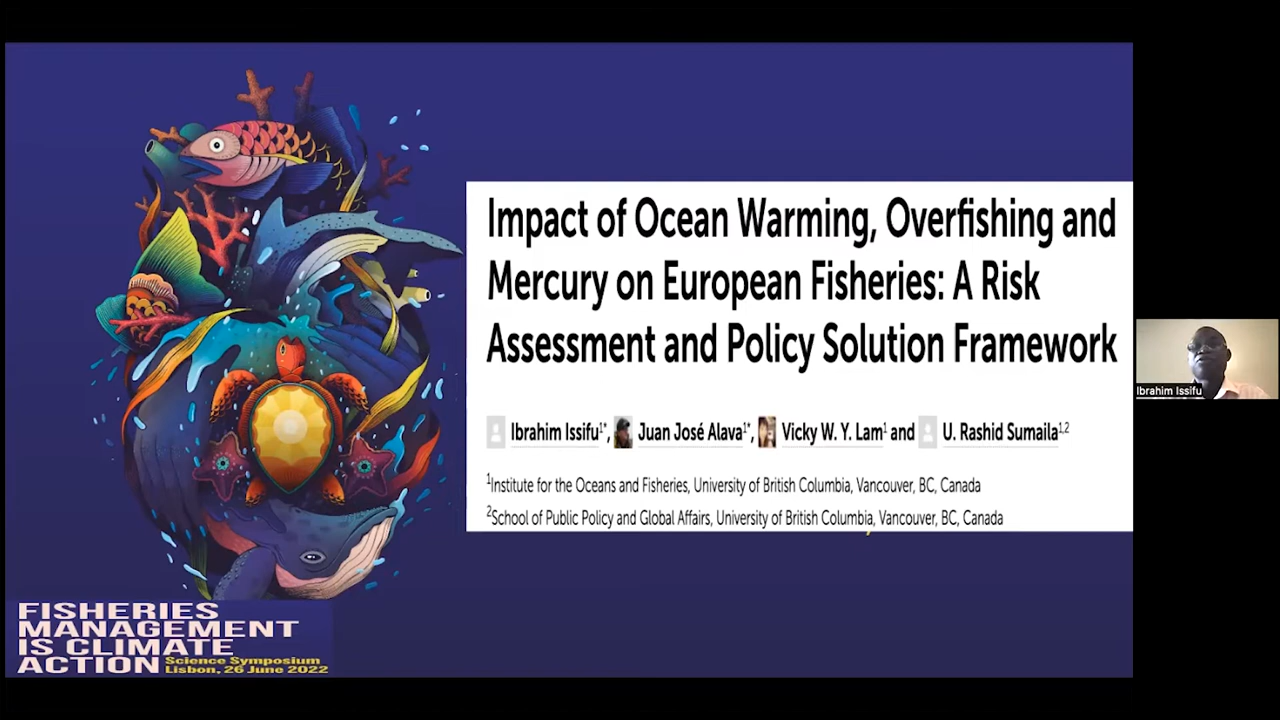 Impact of Ocean Warming, Overfishing and
Mercury on European Fisheries: A Risk
Assessment and Policy Solution Framework
Ibrahim Issifu1*, Juan José Alava1*, Vicky W. Y. Lam1 and U. Rashid Sumaila1,2
1Institute for the Oceans and Fisheries, University of British Columbia, Vancouver, BC, Canada
2School of Public Policy and Global Affairs, University of British Columbia, Vancouver, BC, Canada
Ibrahim Issifu
FISHERIES
MANAGEMENT
IS CLIMATE
ACTION Science Symposium
Lisbon, 26 June 2022